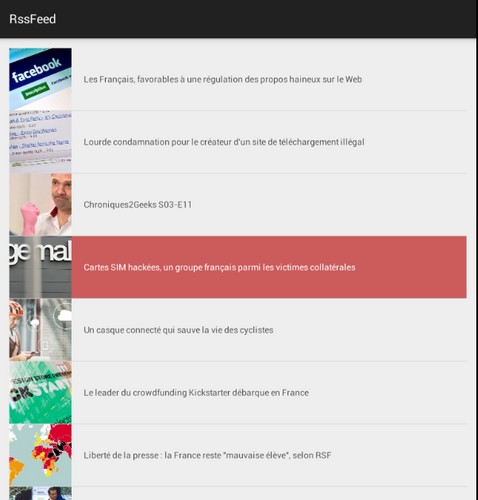 RssFeed
facebook
Les Français, favorables à une régulation des propos haineux sur le Web
Lourde condamnation pour le créateur d'un site de téléchargement illégal
Chroniques2Geeks S03-E11
gemal
Cartes SIM hackées, un groupe français parmi les victimes collatérales
Un casque connecté qui sauve la vie des cyclistes
Le leader du crowdfunding Kickstarter débarque en France
Liberté de la presse : la France reste "mauvaise élève", selon RSF